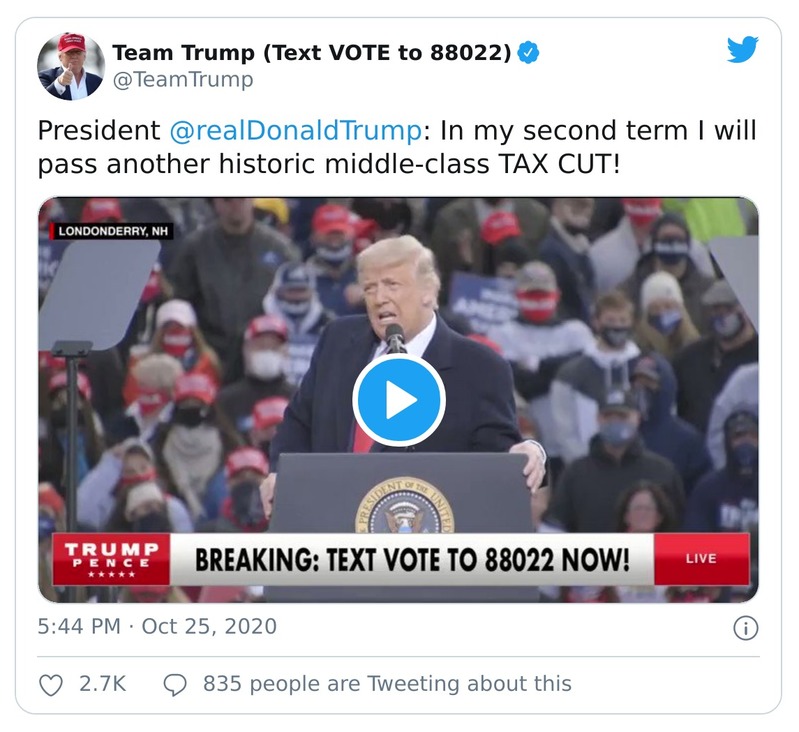 Team Trump (Text VOTE to 88022)
@TeamTrump
President @realDonaldTrump: In my second term I will
pass another historic middle-class TAX CUT!
LONDONDERRY, NH
PRESIDENT OF THE UNITED
TRUMP
PENCE
BREAKING: TEXT VOTE TO 88022 NOW!
LIVE
5:44 PM · Oct 25, 2020
2.7K
835 people are Tweeting about this